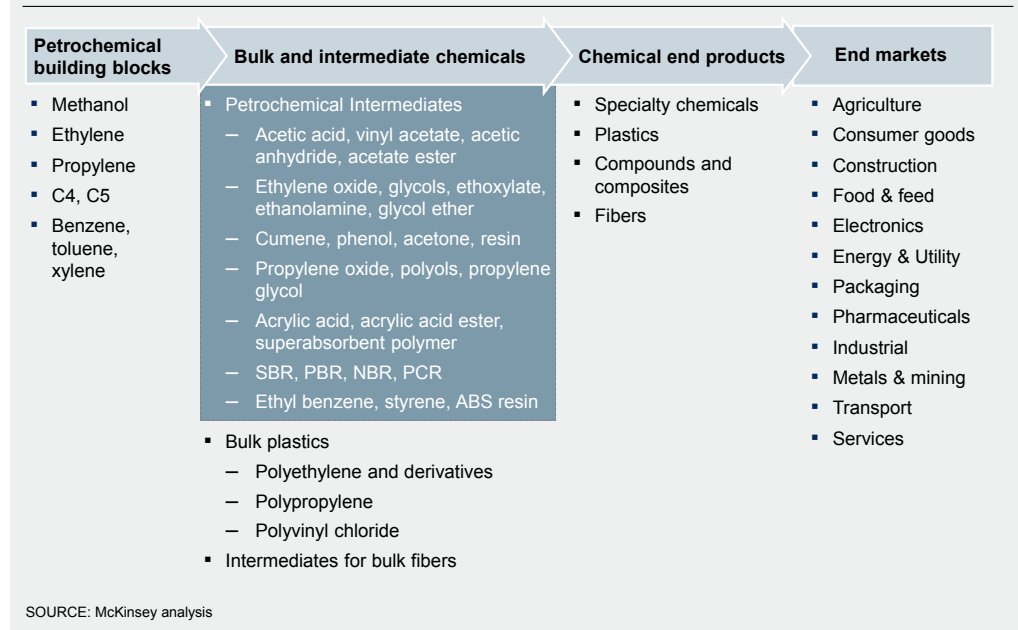 Petrochemical
building blocks
Bulk and intermediate chemicals
Chemical end products
End markets
▪ Methanol
▪ Ethylene
▪ Propylene
▪ C4, C5
▪ Benzene,
toluene,
xylene
▪ Petrochemical Intermediates
– Acetic acid, vinyl acetate, acetic
anhydride, acetate ester
– Ethylene oxide, glycols, ethoxylate,
ethanolamine, glycol ether
– Cumene, phenol, acetone, resin
– Propylene oxide, polyols, propylene
glycol
– Acrylic acid, acrylic acid ester,
superabsorbent polymer
– SBR, PBR, NBR, PCR
– Ethyl benzene, styrene, ABS resin
▪ Bulk plastics
– Polyethylene and derivatives
– Polypropylene
– Polyvinyl chloride
▪ Intermediates for bulk fibers
▪ Specialty chemicals
▪ Plastics
▪ Compounds and
composites
▪ Fibers
▪ Agriculture
▪ Consumer goods
▪ Construction
▪ Food & feed
▪ Electronics
▪ Energy & Utility
▪ Packaging
▪ Pharmaceuticals
▪ Industrial
▪ Metals & mining
▪ Transport
▪ Services
SOURCE: McKinsey analysis